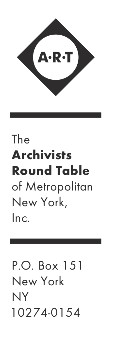 A·R·T
The
Archivists
Round Table
of Metropolitan
New York,
Inc.
P.O. Box 151
New York
NY
10274-0154